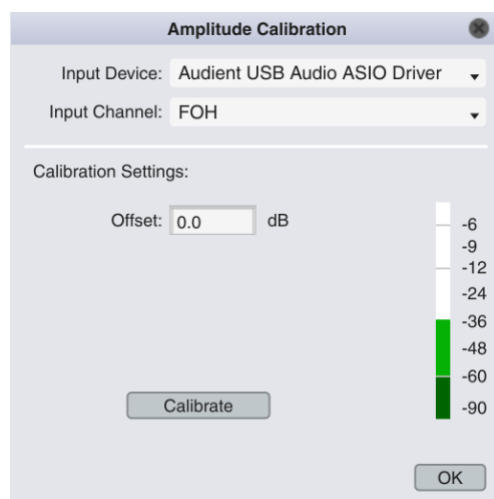 Amplitude Calibration
Input Device: Audient USB Audio ASIO Driver
Input Channel: FOH
Calibration Settings:
Offset: 0.0 dB
-6
-9
-12
-24
-36
-48
-60
-90
Calibrate
OK